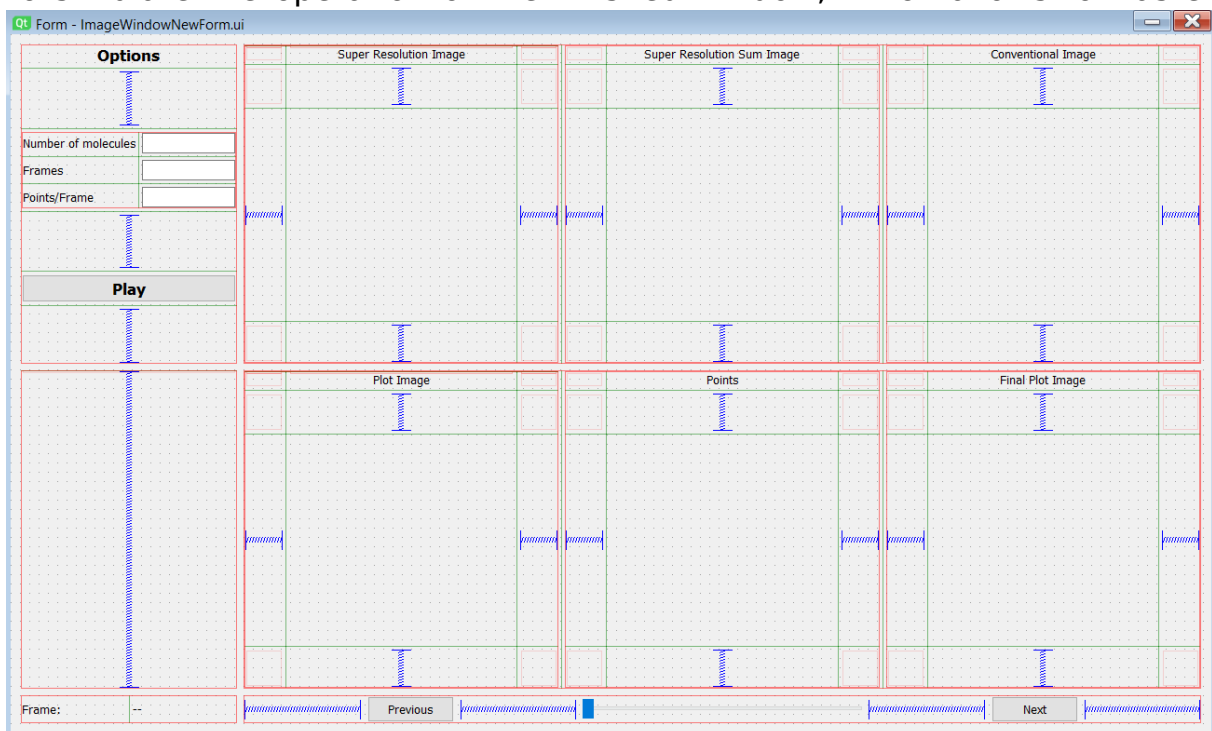 Form - ImageWindowNewForm.ui
Options
Super Resolution Image
Super Resolution Sum Image
Conventional Image
Number of molecules
Frames
Points/Frame
Play
Plot Image
Points
Final Plot Image
Frame:
--
Previous
Next